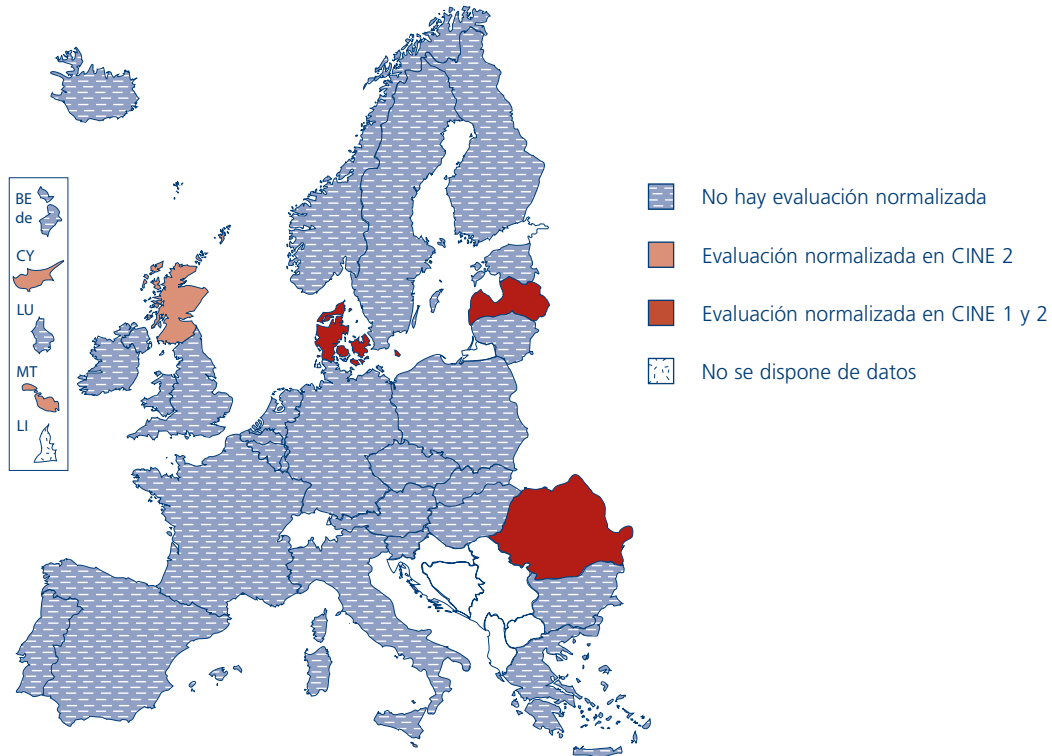 BE
de
CY
LU
MT
LI
No hay evaluación normalizada
Evaluación normalizada en CINE 2
Evaluación normalizada en CINE 1 y 2
No se dispone de datos